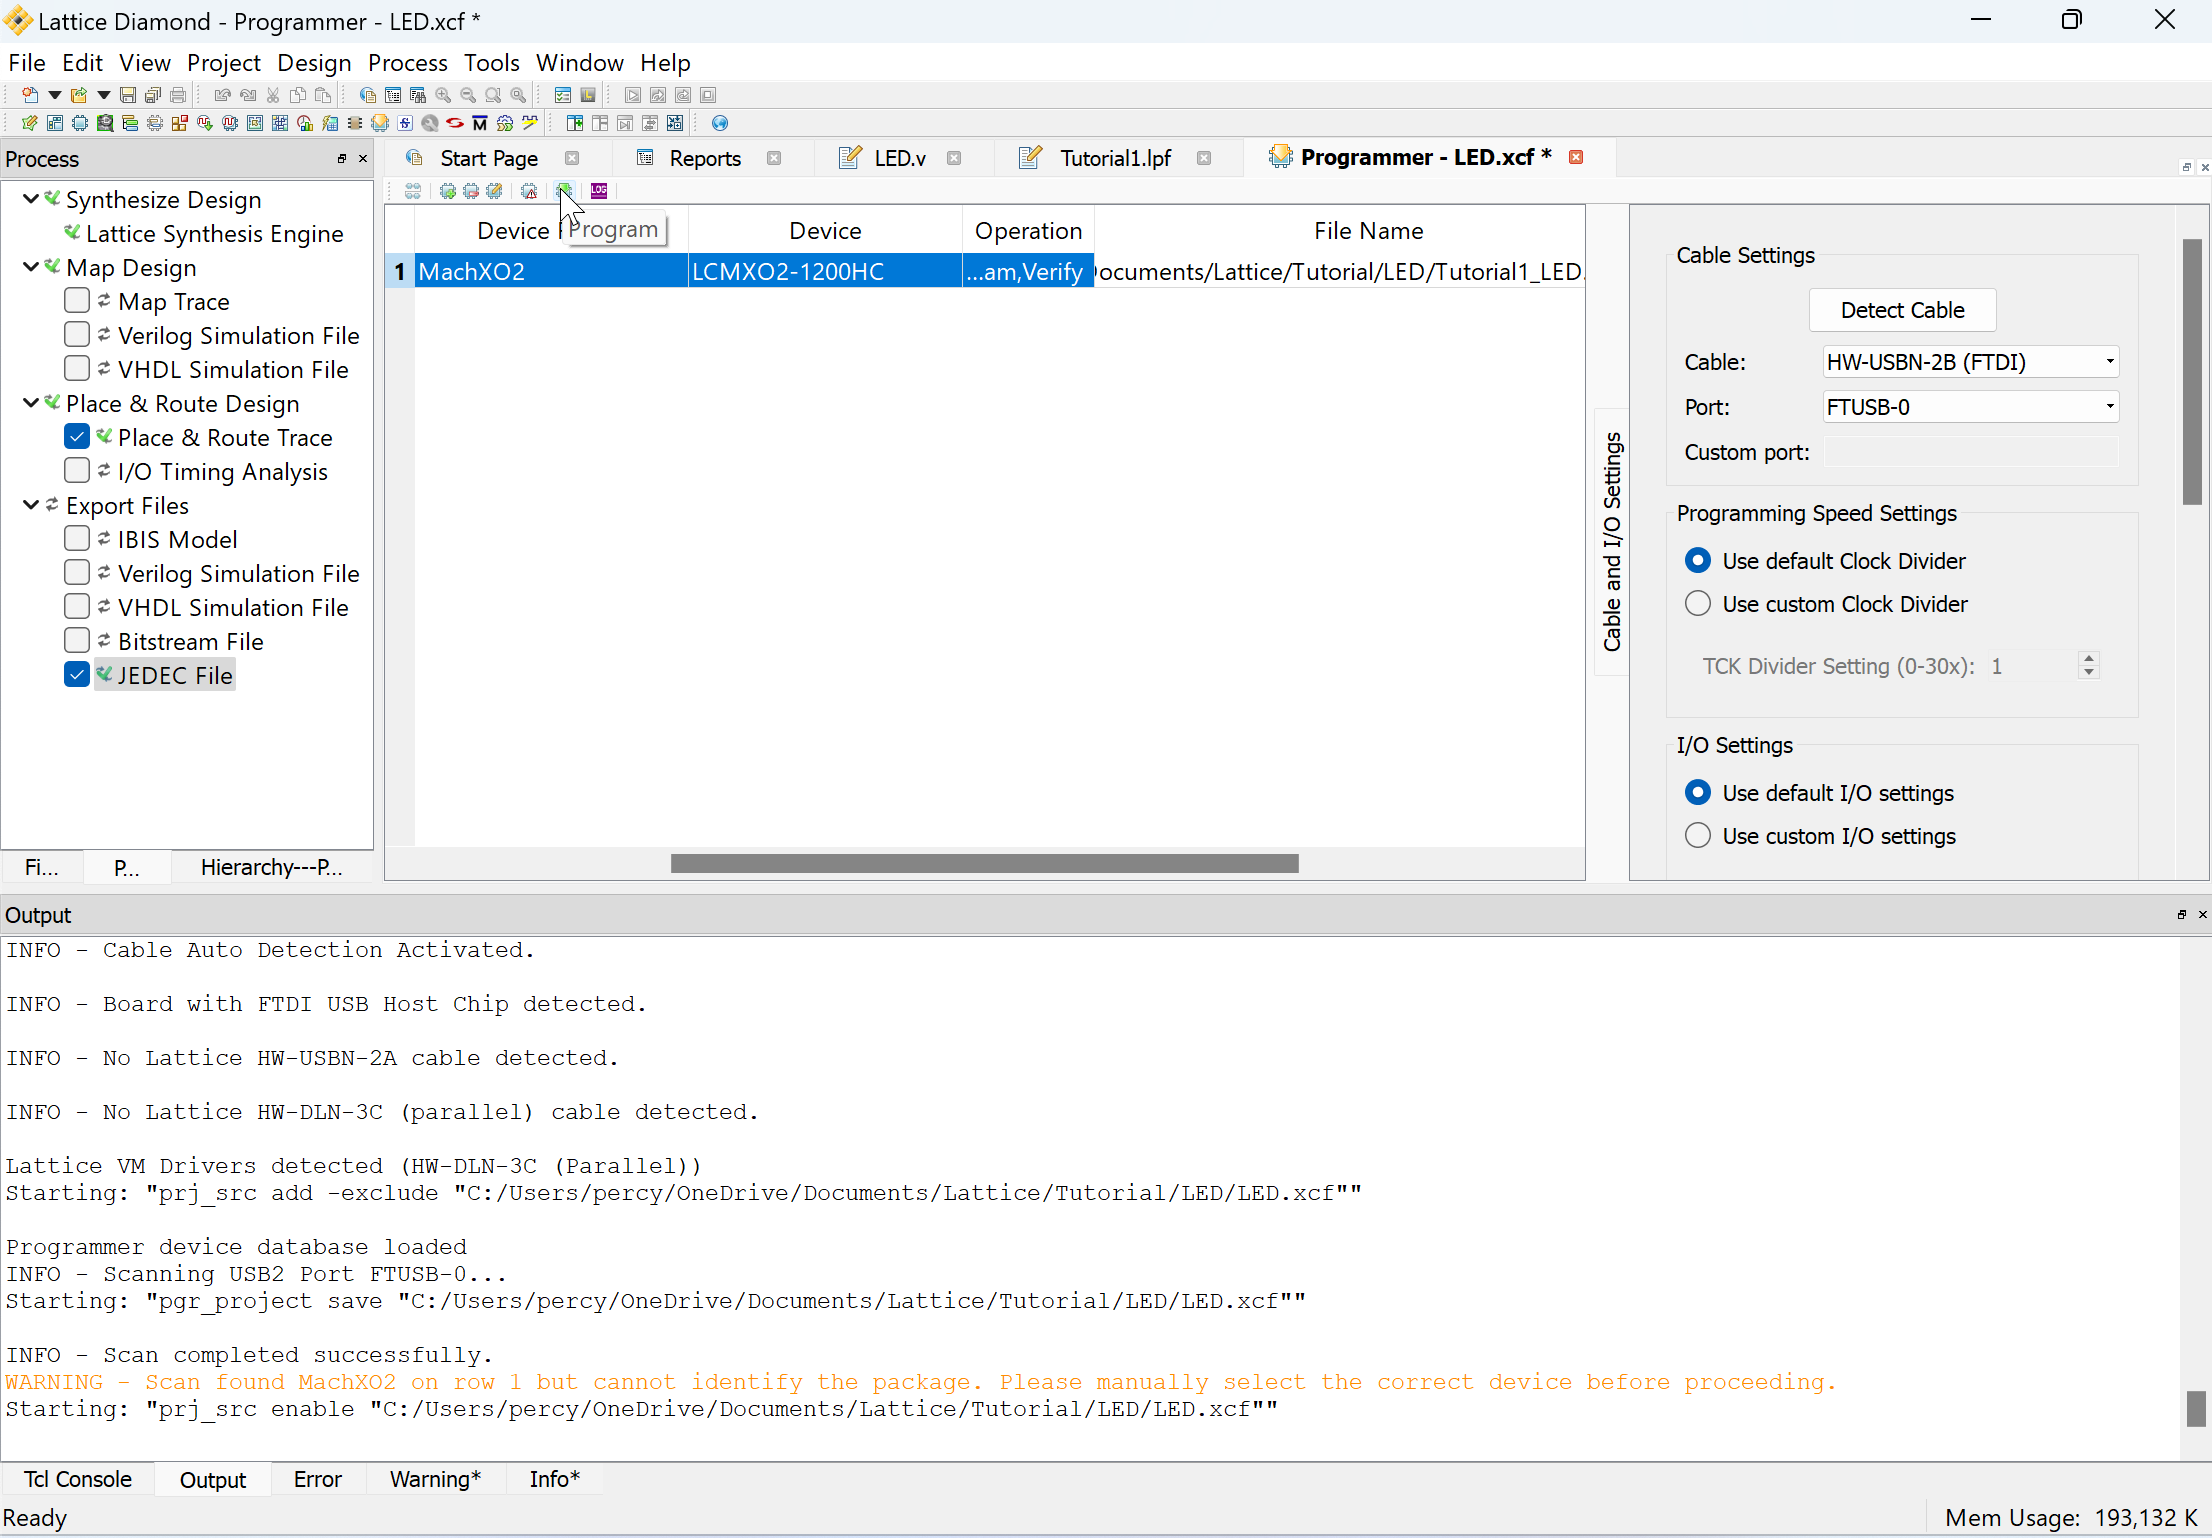 Lattice Diamond - Programmer - LED.xcf *
File Edit View Project Design Process Tools Window Help
Process
Start Page
Reports
LED.v
Tutorial1.lpf
Programmer - LED.xcf *
LOG
Synthesize Design
Lattice Synthesis Engine
Map Design
Map Trace
Verilog Simulation File
VHDL Simulation File
Place & Route Design
Place & Route Trace
I/O Timing Analysis
Export Files
IBIS Model
Verilog Simulation File
VHDL Simulation File
Bitstream File
JEDEC File
Fi... P... Hierarchy---P...
Device Device Operation File Name
Program
1 MachXO2 LCMXO2-1200HC ...am,Verify ocuments/Lattice/Tutorial/LED/Tutorial1_LED.
Cable and I/O Settings
Cable Settings
Detect Cable
Cable: HW-USBN-2B (FTDI)
Port: FTUSB-0
Custom port:
Programming Speed Settings
Use default Clock Divider
Use custom Clock Divider
TCK Divider Setting (0-30x): 1
I/O Settings
Use default I/O settings
Use custom I/O settings
Output
INFO - Cable Auto Detection Activated.
INFO - Board with FTDI USB Host Chip detected.
INFO - No Lattice HW-USBN-2A cable detected.
INFO - No Lattice HW-DLN-3C (parallel) cable detected.
Lattice VM Drivers detected (HW-DLN-3C (Parallel))
Starting: "prj_src add -exclude "C:/Users/percy/OneDrive/Documents/Lattice/Tutorial/LED/LED.xcf""
Programmer device database loaded
INFO - Scanning USB2 Port FTUSB-0...
Starting: "pgr_project save "C:/Users/percy/OneDrive/Documents/Lattice/Tutorial/LED/LED.xcf""
INFO - Scan completed successfully.
WARNING - Scan found MachXO2 on row 1 but cannot identify the package. Please manually select the correct device before proceeding.
Starting: "prj_src enable "C:/Users/percy/OneDrive/Documents/Lattice/Tutorial/LED/LED.xcf""
Tcl Console Output Error Warning* Info*
Ready
Mem Usage: 193,132 K